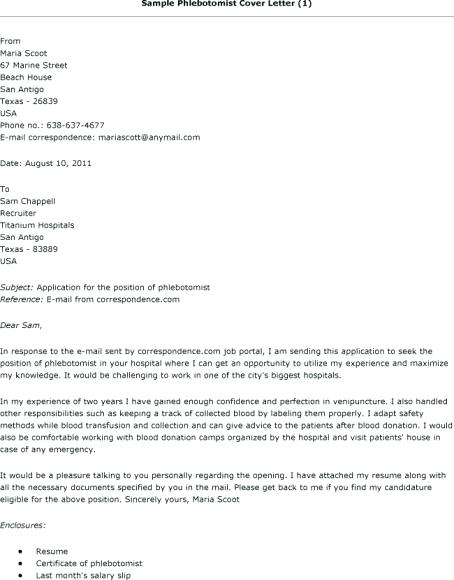 Sample Phlebotomist Cover Letter (1)
From
Maria Scoot
67 Marine Street
Beach House
San Antigo
Texas - 26839
USA
Phone no.: 638-637-4677
E-mail correspondence: mariascott@anymail.com
Date: August 10, 2011
To
Sam Chappell
Recruiter
Titanium Hospitals
San Antigo
Texas - 83889
USA
Subject: Application for the position of phlebotomist
Reference: E-mail from correspondence.com
Dear Sam,
In response to the e-mail sent by correspondence.com job portal, I am sending this application to seek the
position of phlebotomist in your hospital where I can get an opportunity to utilize my experience and maximize
my knowledge. It would be challenging to work in one of the city's biggest hospitals.
In my experience of two years I have gained enough confidence and perfection in venipuncture. I also handled
other responsibilities such as keeping a track of collected blood by labeling them properly. I adapt safety
methods while blood transfusion and collection and can give advice to the patients after blood donation. I would
also be comfortable working with blood donation camps organized by the hospital and visit patients' house in
case of any emergency.
It would be a pleasure talking to you personally regarding the opening. I have attached my resume along with
all the necessary documents specified by you in the mail. Please get back to me if you find my candidature
eligible for the above position. Sincerely yours, Maria Scoot
Enclosures:
• Resume
• Certificate of phlebotomist
• Last month's salary slip